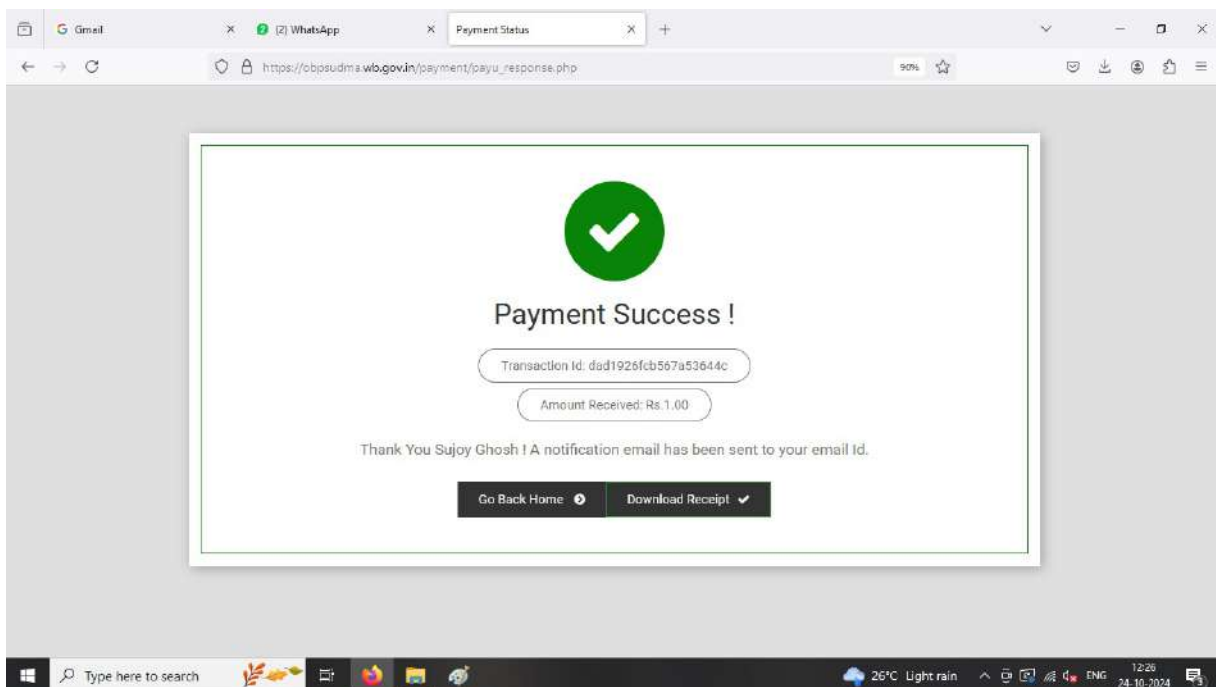 Gmail
(2) WhatsApp
Payment Status
https://obpsudma.wb.gov.in/payment/payu_response.php
90%
Payment Success !
Transaction Id: dad1926fcb567a53644c
Amount Received: Rs.1.00
Thank You Sujoy Ghosh ! A notification email has been sent to your email Id.
Go Back Home
Download Receipt
Type here to search
26°C Light rain
ENG
12:26
24-10-2024